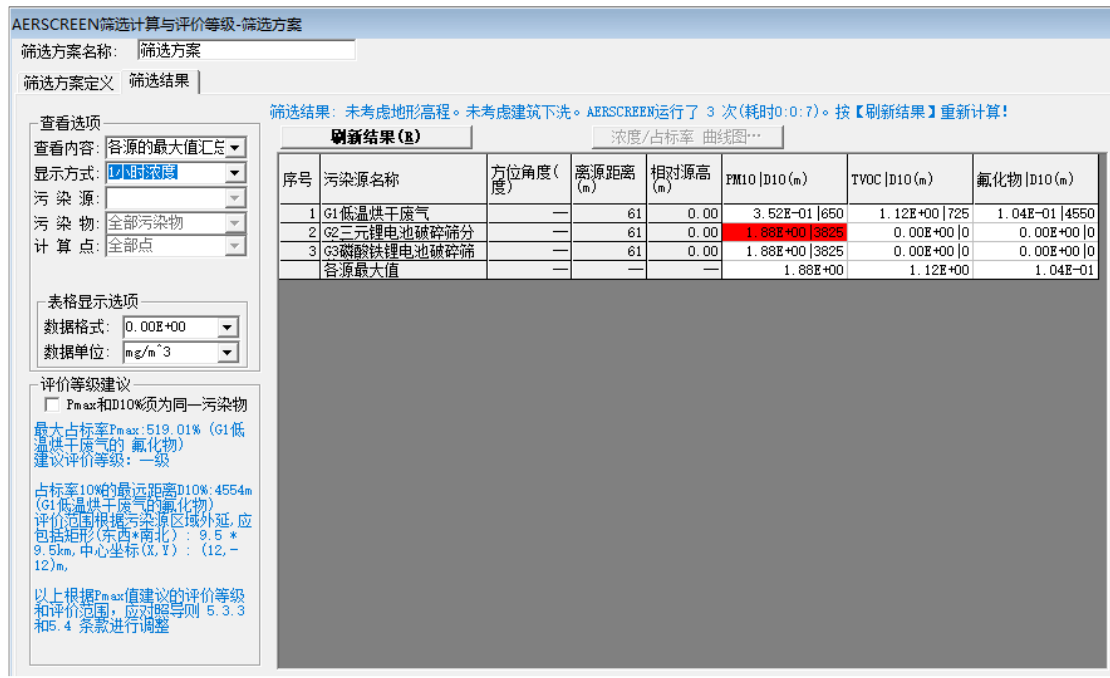 AERSCREEN筛选计算与评价等级-筛选方案
筛选方案名称: 筛选方案
筛选方案定义 筛选结果
筛选结果: 未考虑地形高程。未考虑建筑下洗。AERSCREEN运行了 3 次(耗时0:0:7)。按【刷新结果】重新计算!
查看选项
查看内容: 各源的最大值汇总
显示方式: 1小时浓度
污 染 源:
污 染 物: 全部污染物
计 算 点: 全部点
表格显示选项
数据格式: 0.00E+00
数据单位: mg/m^3
评价等级建议
Pmax和D10%须为同一污染物
最大占标率Pmax:519.01% (G1低
温烘干废气的 氟化物)
建议评价等级: 一级
占标率10%的最远距离D10%:4554m
(G1低温烘干废气的氟化物)
评价范围根据污染源区域外延,应
包括矩形(东西*南北): 9.5 *
9.5km,中心坐标(X,Y): (12,-
12)m,
以上根据Pmax值建议的评价等级
和评价范围,应对照导则 5.3.3
和5.4 条款进行调整
刷新结果(R) 浓度/占标率 曲线图…
序号 污染源名称 方位角度(度) 离源距离(m) 相对源高(m) PM10|D10(m) TVOC|D10(m) 氟化物|D10(m)
1 G1低温烘干废气 — 61 0.00 3.52E-01|650 1.12E+00|725 1.04E-01|4550
2 G2三元锂电池破碎筛分 — 61 0.00 1.88E+00|3825 0.00E+00|0 0.00E+00|0
3 G3磷酸铁锂电池破碎筛 — 61 0.00 1.88E+00|3825 0.00E+00|0 0.00E+00|0
各源最大值 — — — 1.88E+00 1.12E+00 1.04E-01